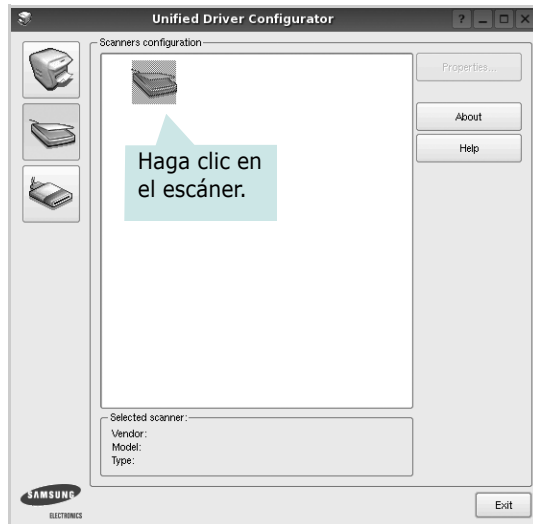 Unified Driver Configurator
Scanners configuration
Properties...
About
Help
Haga clic en
el escáner.
Selected scanner:
Vendor:
Model:
Type:
SAMSUNG
ELECTRONICS
Exit